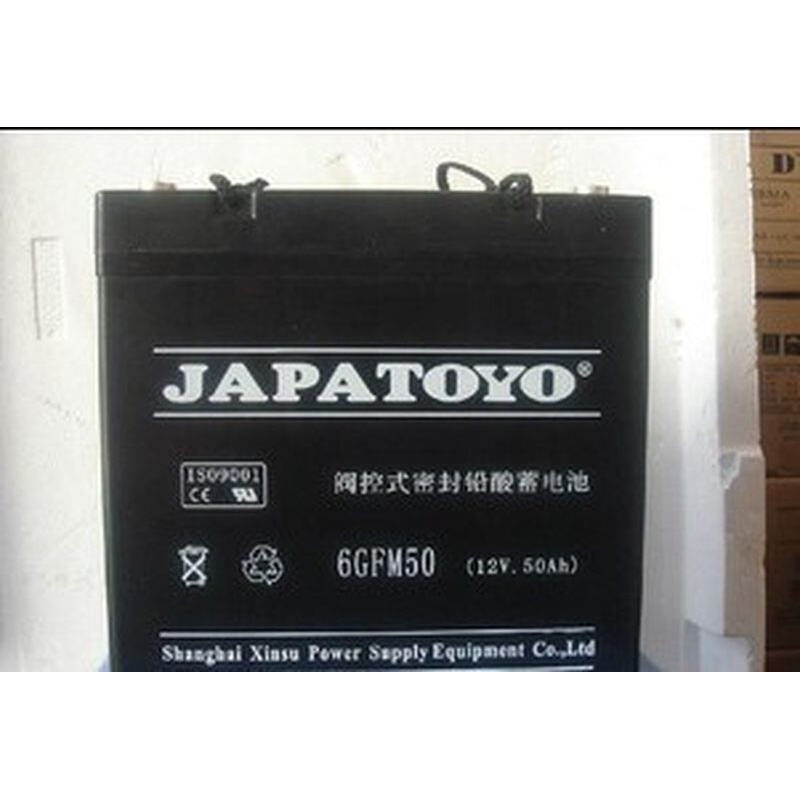 JAPATOYO®
ISO9001
CE
阀控式密封铅酸蓄电池
6GFM50 (12V.50Ah)
Shanghai Xinsu Power Supply Equipment Co.,Ltd
D